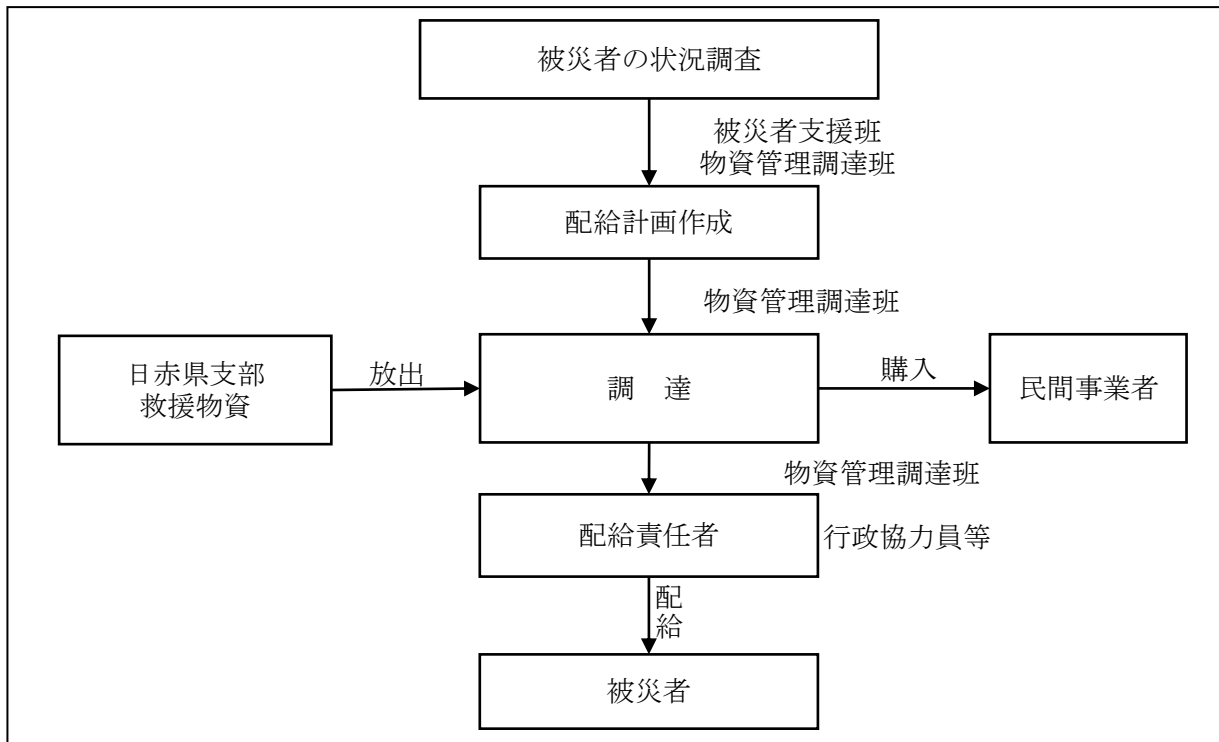 被災者の状況調査
被災者支援班
物資管理調達班
配給計画作成
物資管理調達班
日赤県支部
救援物資
放出
調　達
購入
民間事業者
物資管理調達班
配給責任者
行政協力員等
配
給
被災者